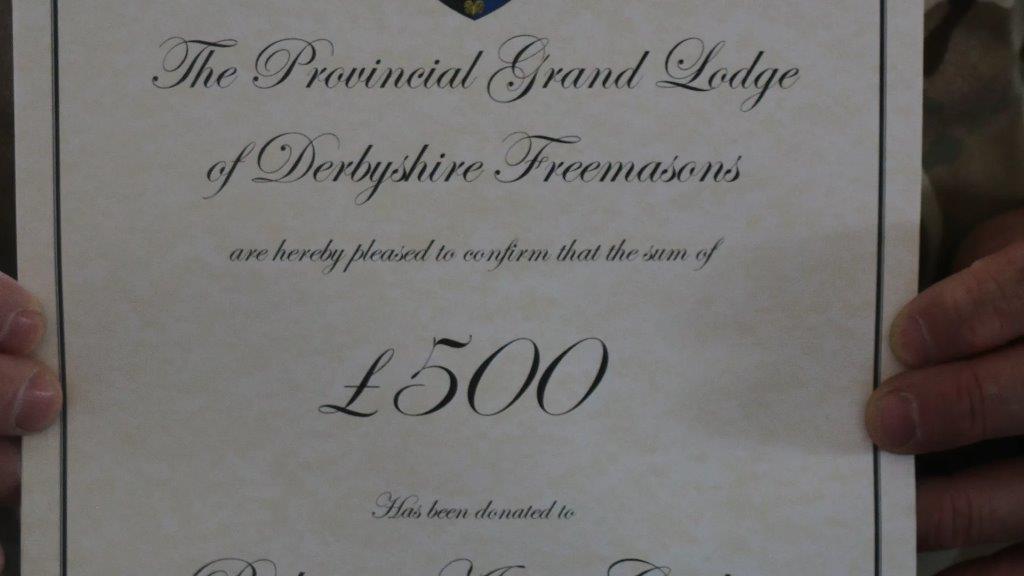 The Provincial Grand Lodge
of Derbyshire Freemasons
are hereby pleased to confirm that the sum of
£500
Has been donated to